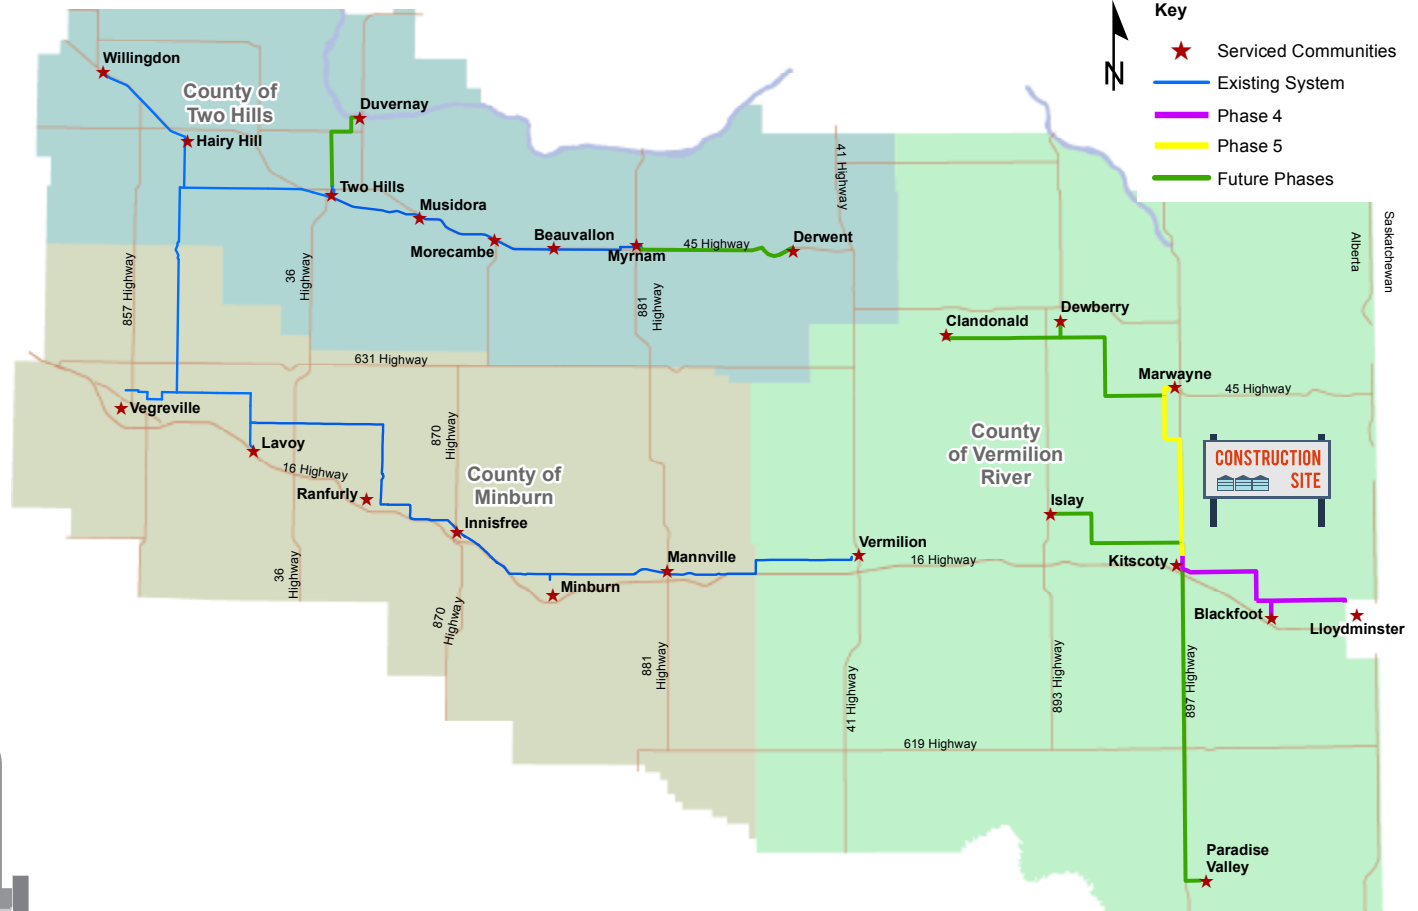 Key
Serviced Communities
Existing System
Phase 4
Phase 5
Future Phases
N
Willingdon
County of
Two Hills
Duvernay
Hairy Hill
Two Hills
Musidora
Morecambe
Beauvallon
Myrnam
45 Highway
Derwent
41 Highway
Alberta
Saskatchewan
857 Highway
36
Highway
881
Highway
Clandonald
Dewberry
631 Highway
Marwayne
45 Highway
Vegreville
Lavoy
870
Highway
16 Highway
Ranfurly
County of
Minburn
Innisfree
County
of Vermilion
River
CONSTRUCTION
SITE
Islay
Vermilion
16 Highway
Kitscoty
Mannville
Minburn
36
Highway
870
Highway
Blackfoot
Lloydminster
881
Highway
41 Highway
893 Highway
897 Highway
619 Highway
Paradise
Valley